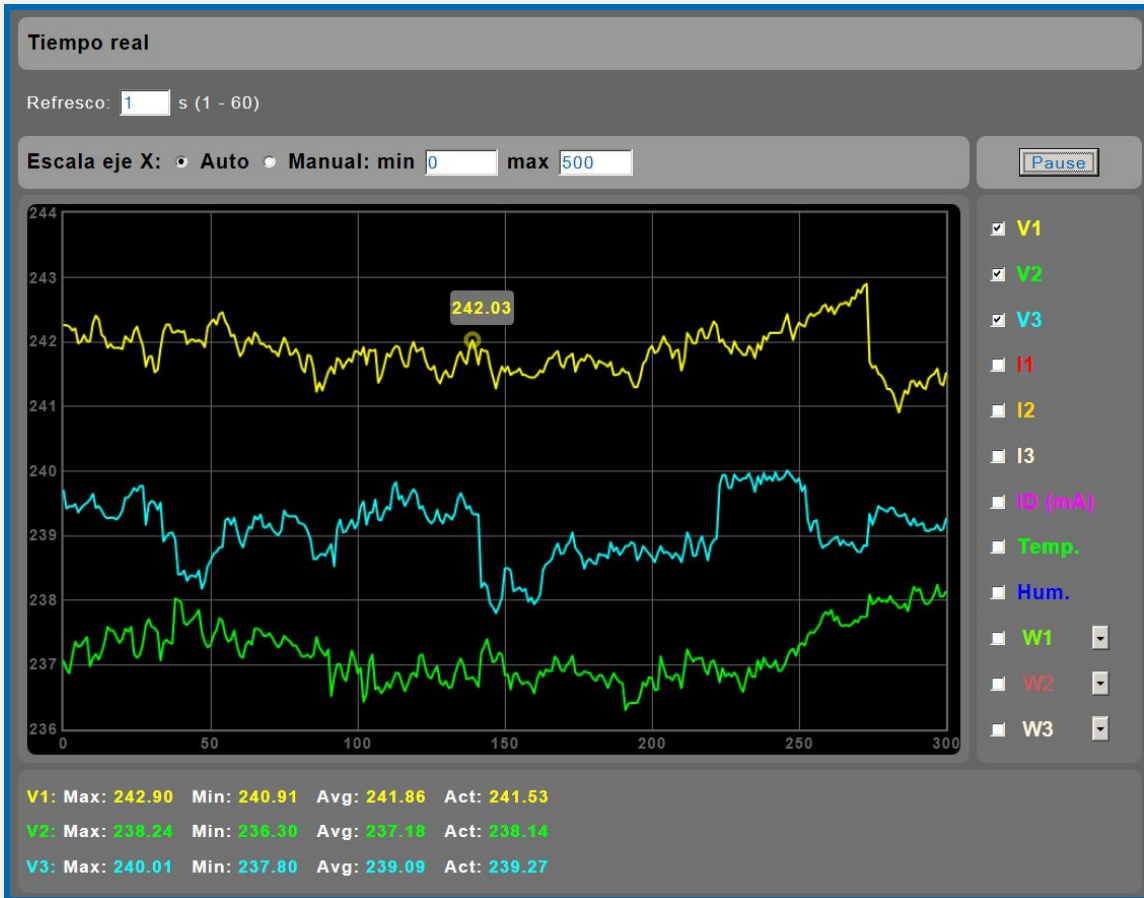 Tiempo real
Refresco: 1 s (1 - 60)
Escala eje X: Auto Manual: min 0 max 500
Pause
244
243
242
241
240
239
238
237
236
242.03
0 50 100 150 200 250 300
V1
V2
V3
I1
I2
I3
ID (mA)
Temp.
Hum.
W1
W2
W3
V1: Max: 242.90 Min: 240.91 Avg: 241.86 Act: 241.53
V2: Max: 238.24 Min: 236.30 Avg: 237.18 Act: 238.14
V3: Max: 240.01 Min: 237.80 Avg: 239.09 Act: 239.27